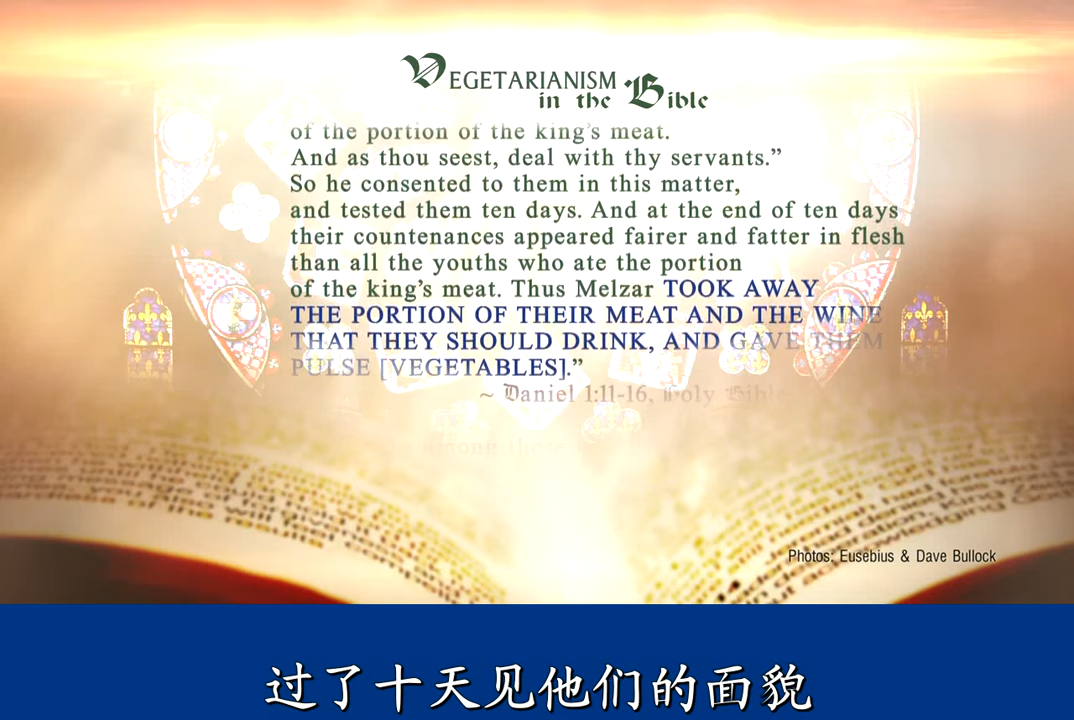 VEGETARIANISM
in the Bible
of the portion of the king's meat.
And as thou seest, deal with thy servants.”
So he consented to them in this matter,
and tested them ten days. And at the end of ten days
their countenances appeared fairer and fatter in flesh
than all the youths who ate the portion
of the king's meat. Thus Melzar TOOK AWAY
THE PORTION OF THEIR MEAT AND THE WINE
THAT THEY SHOULD DRINK, AND GAVE THEM
PULSE [VEGETABLES].”
~ Daniel 1:11-16, Holy Bible
among these
Photos: Eusebius & Dave Bullock
过了十天见他们的面貌